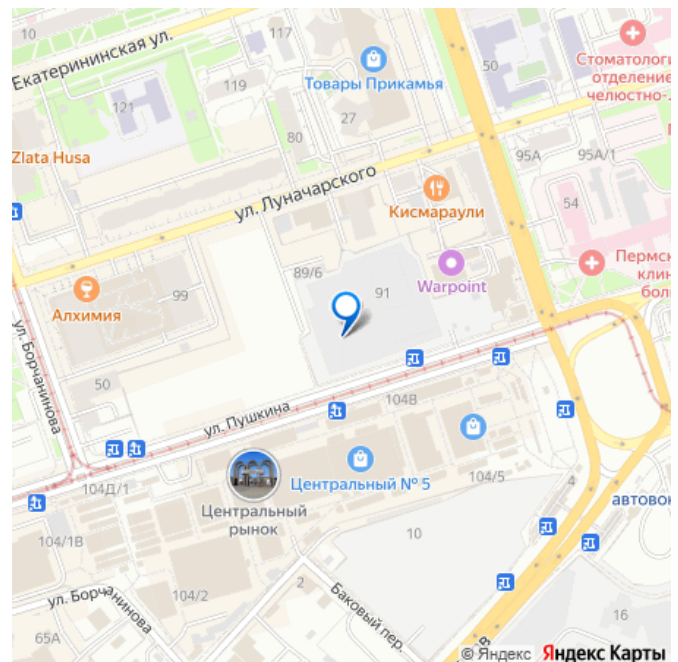 Екатерининская ул.
117
50
Стоматологи
отделение
челюстно-
Товары Прикамья
119
121
27
80
Zlata Husa
95А
95А/1
ул. Луначарского
Кисмараули
54
89/6
91
Warpoint
Пермск
клин
бол
99
Алхимия
ул. Борчанинова
50
ул. Пушкина
104В
104Д/1
Центральный № 5
104/5
4
Центральный
рынок
автовок
104/1В
10
2
104/2
ул. Борчанинова
Баковый пер.
16
65А
© Яндекс Яндекс Карты